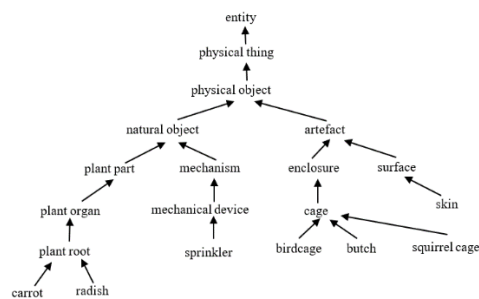 entity
physical thing
physical object
natural object artefact
plant part mechanism enclosure surface
plant organ mechanical device cage skin
plant root sprinkler birdcage butch squirrel cage
carrot radish